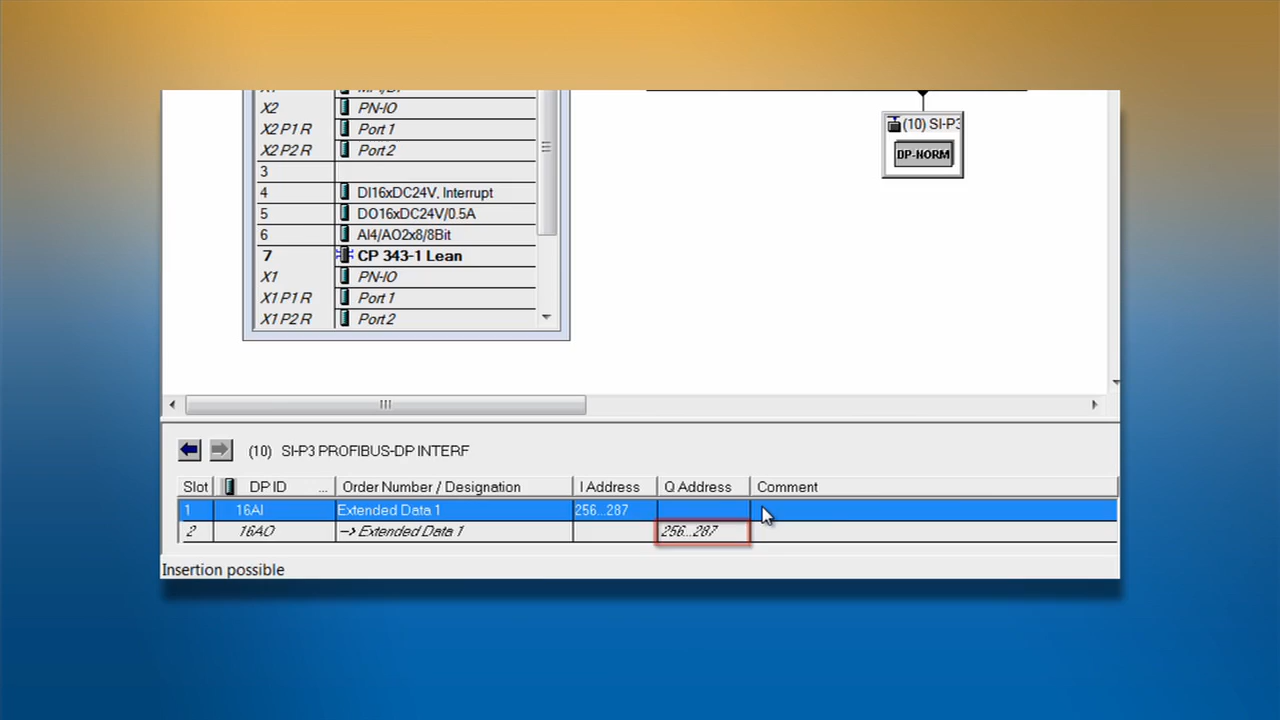 X2 PN-IO
X2 P1 R Port 1
X2 P2 R Port 2
3
4 DI16xDC24V, Interrupt
5 DO16xDC24V/0.5A
6 AI4/AO2x8/8Bit
7 CP 343-1 Lean
X1 PN-IO
X1 P1 R Port 1
X1 P2 R Port 2
(10) SI-P3
DP-NORM
(10) SI-P3 PROFIBUS-DP INTERF
Slot DP ID ... Order Number / Designation I Address Q Address Comment
1 16AI Extended Data 1 256...287
2 16AO --> Extended Data 1 256...287
Insertion possible